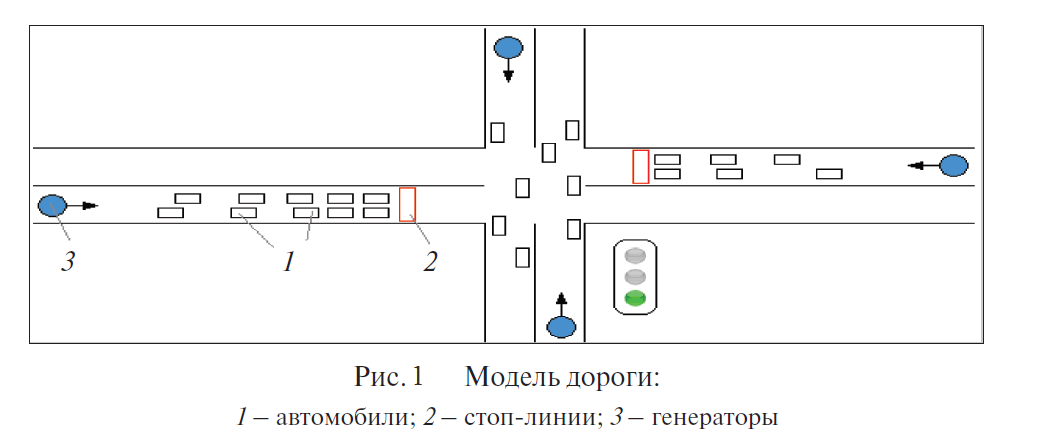 3 1 2
Рис. 1 Модель дороги:
1 – автомобили; 2 – стоп-линии; 3 – генераторы